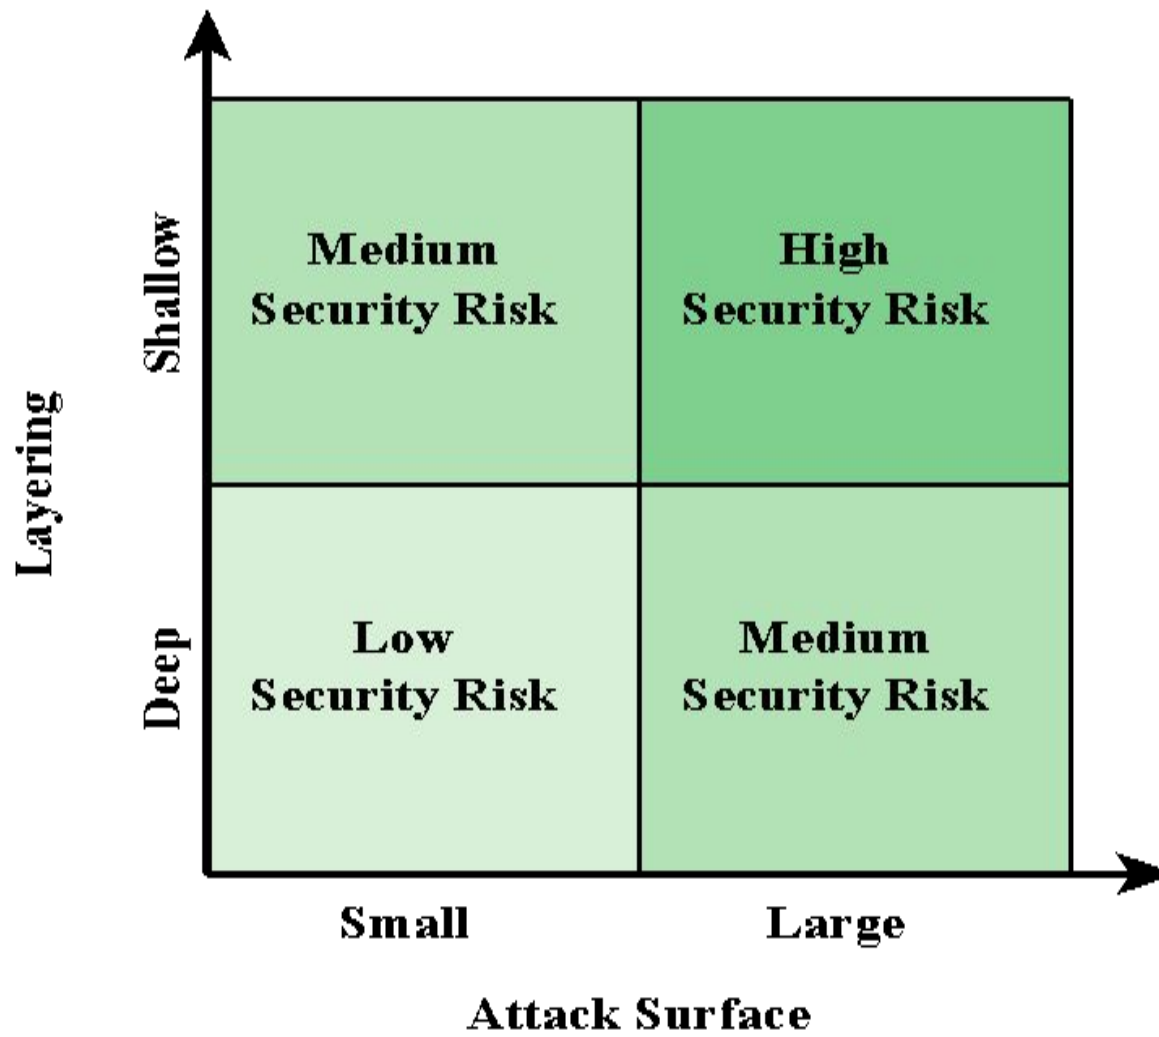 Layering
Shallow
Deep
Medium
Security Risk
High
Security Risk
Low
Security Risk
Medium
Security Risk
Small
Large
Attack Surface